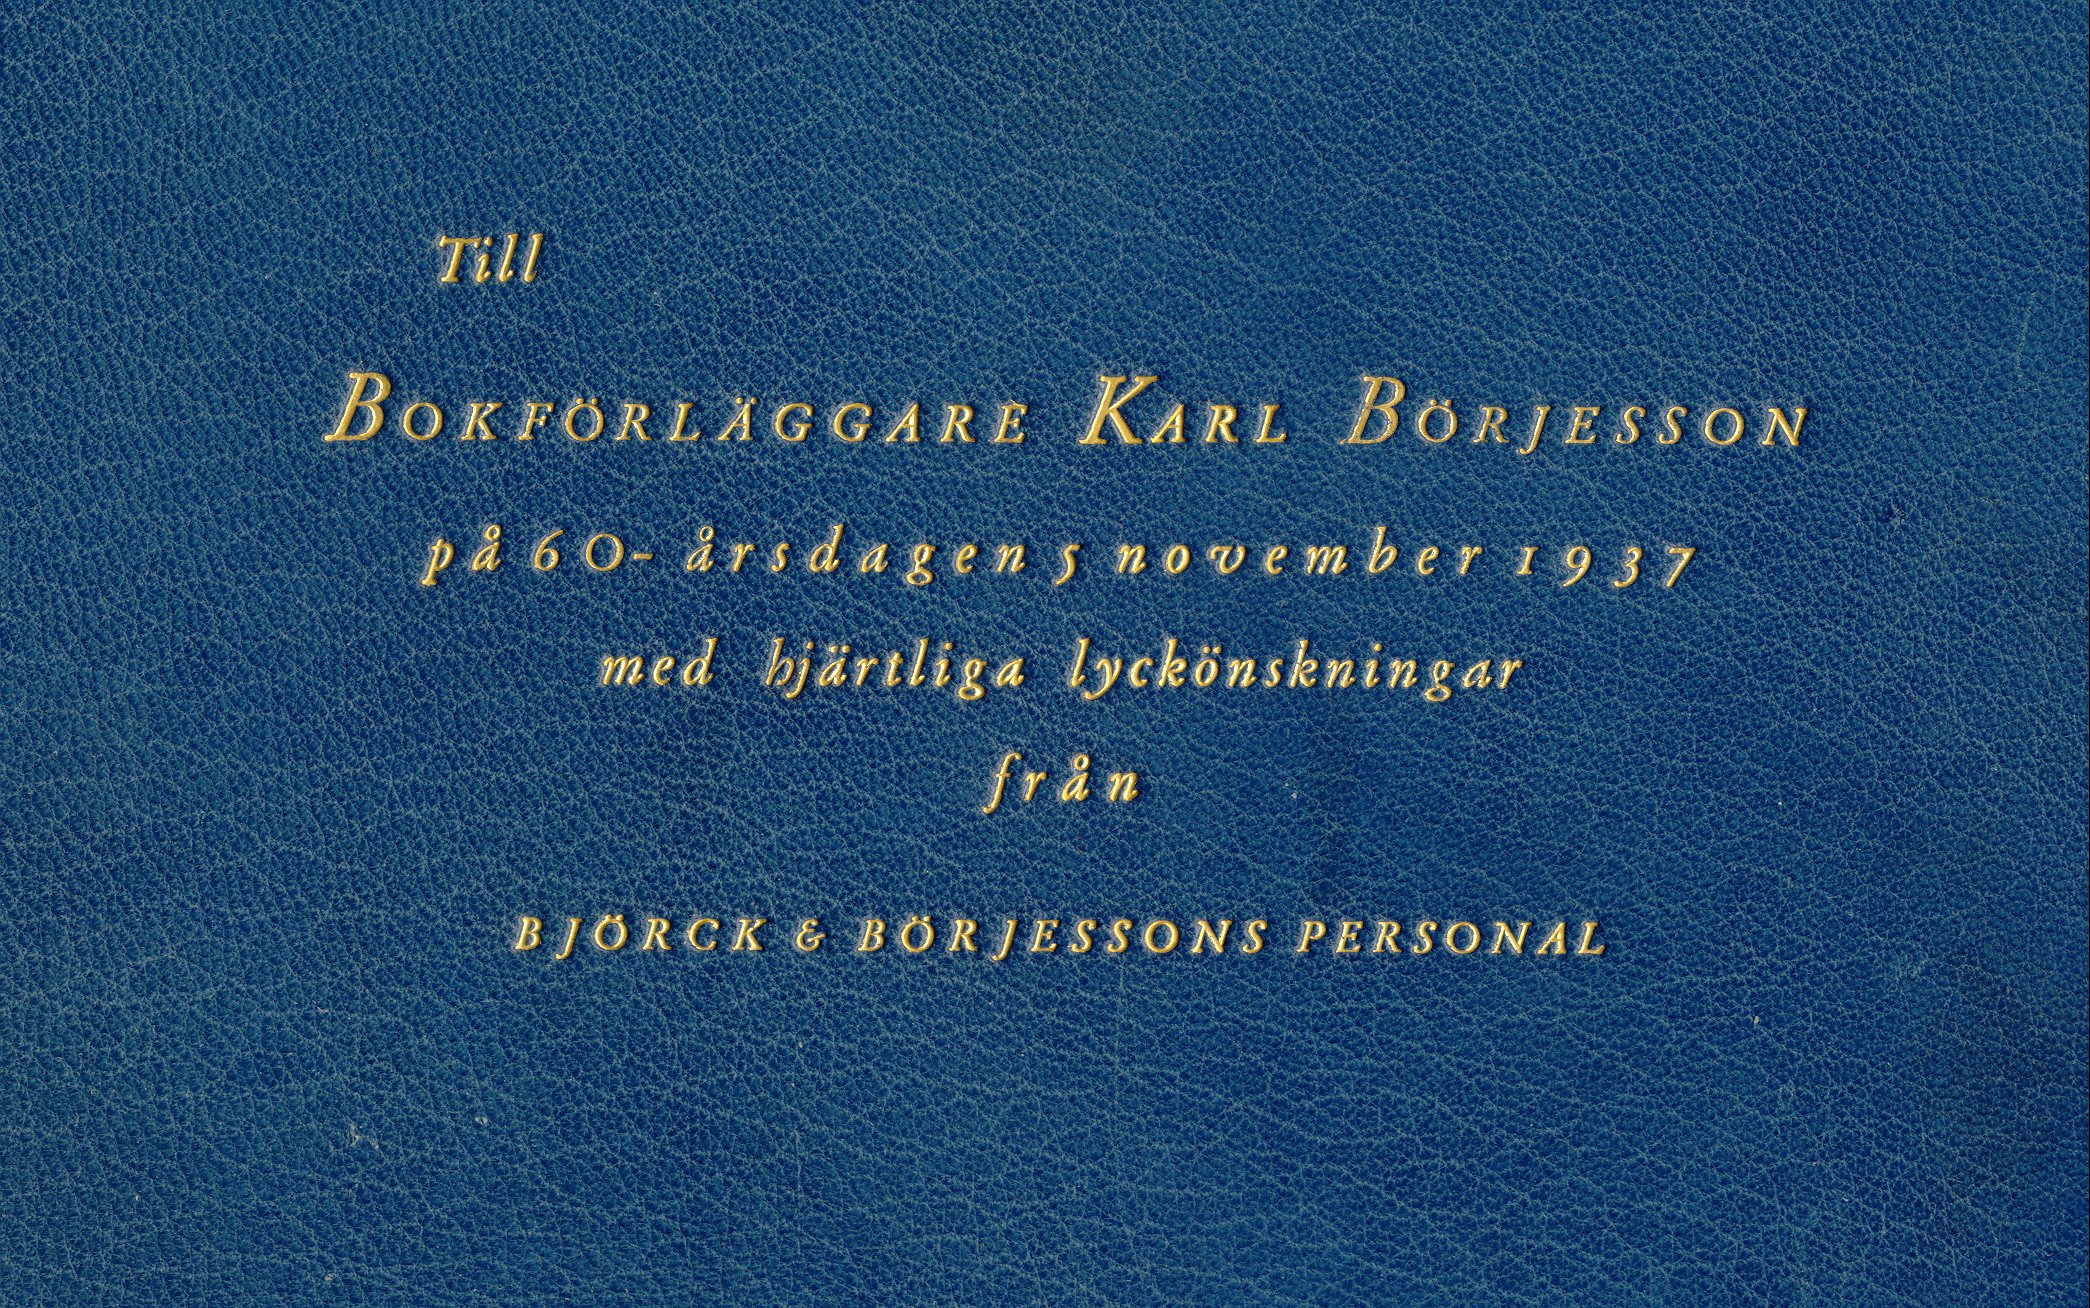 Till
BOKFÖRLÄGGARE KARL BÖRJESSON
på 60-årsdagen 5 november 1937
med hjärtliga lyckönskningar
från
BJÖRCK & BÖRJESSONS PERSONAL